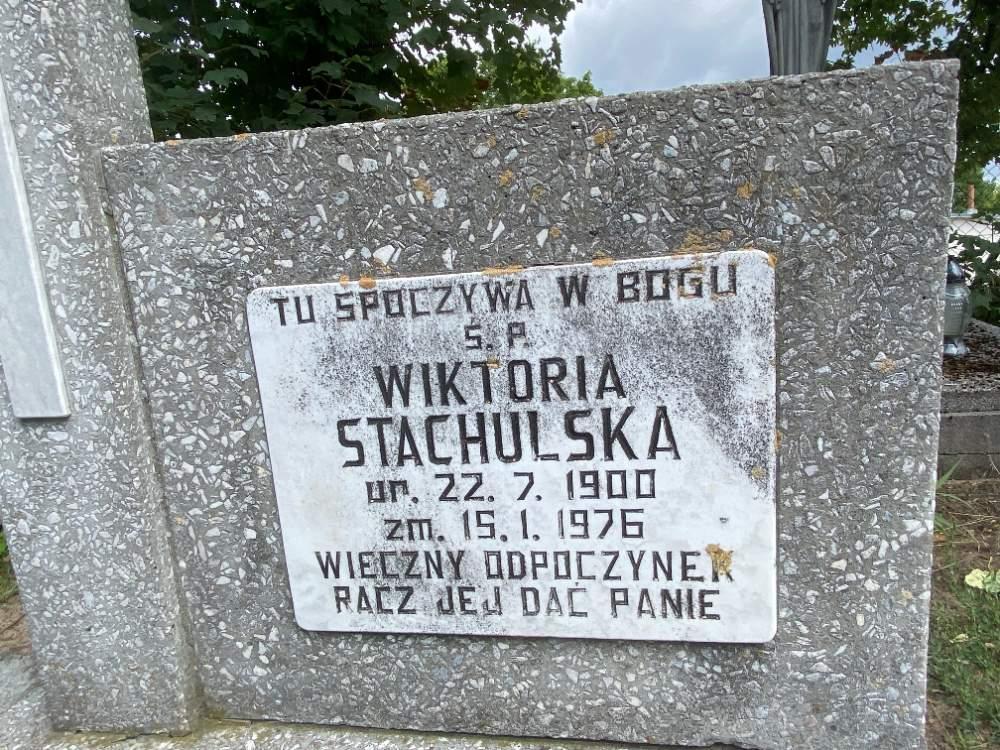 TU SPOCZYWA W BOGU
Ś. P.
WIKTORIA
STACHULSKA
ur. 22. 7. 1900
zm. 15. 1. 1976
WIECZNY ODPOCZYNEK
RACZ JEJ DAĆ PANIE